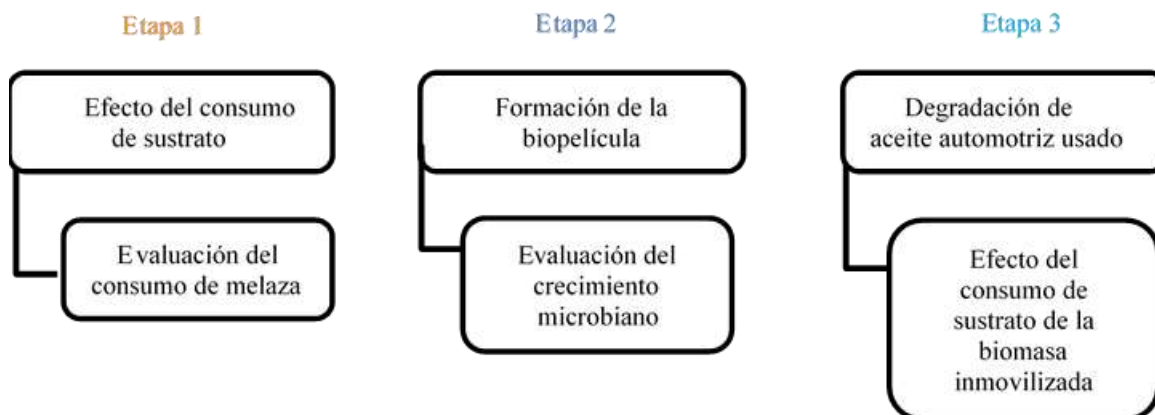 Etapa 1
Etapa 2
Etapa 3
Efecto del consumo
de sustrato
Evaluación del
consumo de melaza
Formación de la
biopelícula
Evaluación del
crecimiento
microbiano
Degradación de
aceite automotriz usado
Efecto del
consumo de
sustrato de la
biomasa
inmovilizada